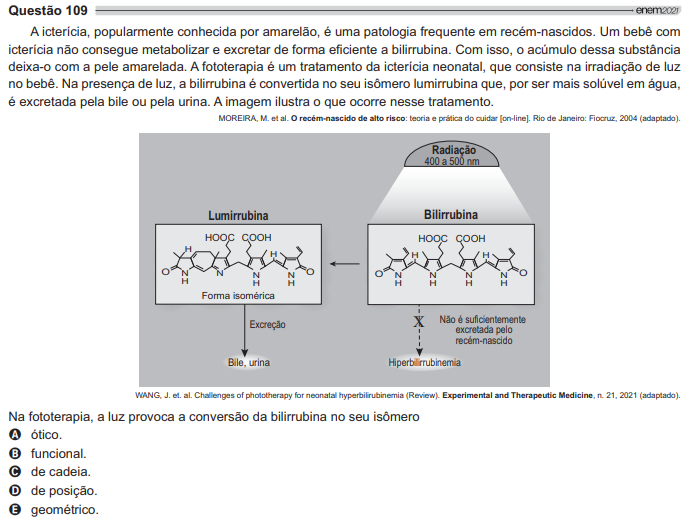 Questão 109
enem2021
A icterícia, popularmente conhecida por amarelão, é uma patologia frequente em recém-nascidos. Um bebê com
icterícia não consegue metabolizar e excretar de forma eficiente a bilirrubina. Com isso, o acúmulo dessa substância
deixa-o com a pele amarelada. A fototerapia é um tratamento da icterícia neonatal, que consiste na irradiação de luz
no bebê. Na presença de luz, a bilirrubina é convertida no seu isômero lumirrubina que, por ser mais solúvel em água,
é excretada pela bile ou pela urina. A imagem ilustra o que ocorre nesse tratamento.
MOREIRA, M. et al. O recém-nascido de alto risco: teoria e prática do cuidar [on-line]. Rio de Janeiro: Fiocruz, 2004 (adaptado).
Radiação
400 a 500 nm
Lumirrubina
Bilirrubina
HOOC COOH
H H
O N N N N O
H H H
Forma isomérica
HOOC COOH
H H
O N N N N O
H H H H
Excreção
X
Não é suficientemente
excretada pelo
recém-nascido
Bile, urina
Hiperbilirrubinemia
WANG, J. et. al. Challenges of phototherapy for neonatal hyperbilirubinemia (Review). Experimental and Therapeutic Medicine, n. 21, 2021 (adaptado).
Na fototerapia, a luz provoca a conversão da bilirrubina no seu isômero
A ótico.
B funcional.
C de cadeia.
D de posição.
E geométrico.